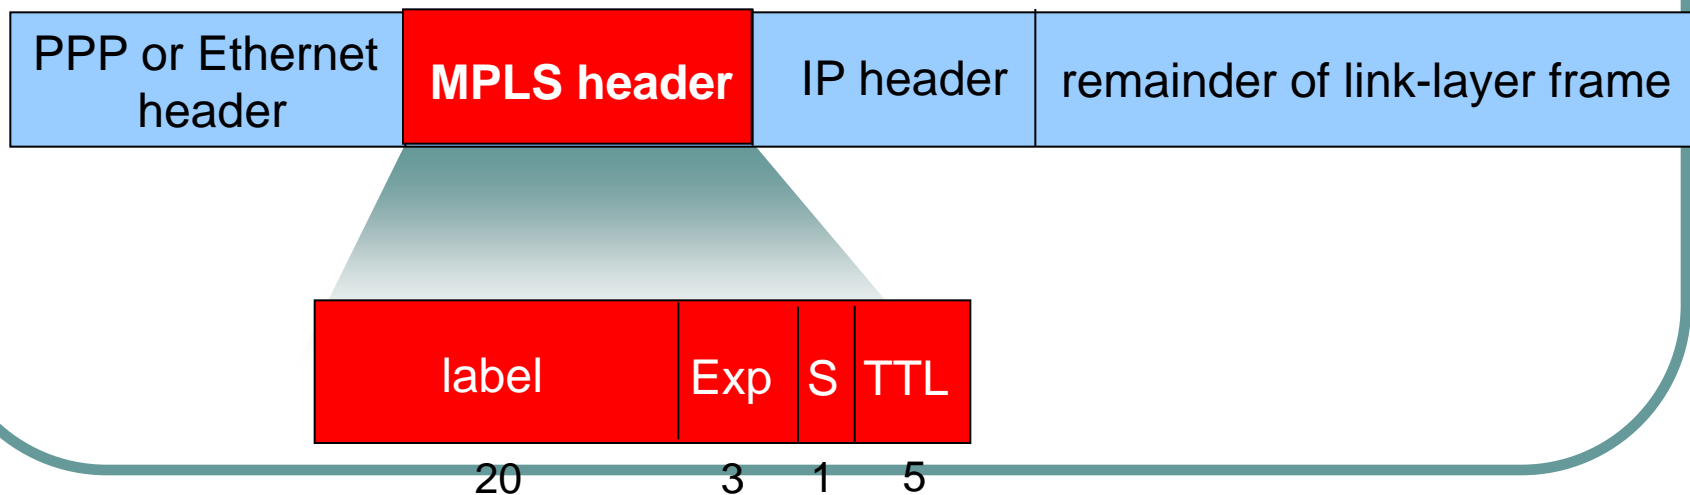 PPP or Ethernet
header
MPLS header
IP header
remainder of link-layer frame
label
Exp
S
TTL
20
3
1
5